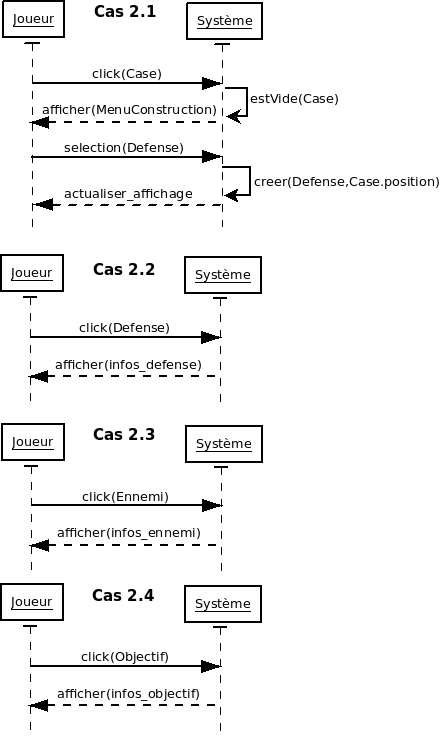 Joueur
Cas 2.1
Système
click(Case)
estVide(Case)
afficher(MenuConstruction)
selection(Defense)
creer(Defense,Case.position)
actualiser_affichage
Joueur
Cas 2.2
Système
click(Defense)
afficher(infos_defense)
Joueur
Cas 2.3
Système
click(Ennemi)
afficher(infos_ennemi)
Joueur
Cas 2.4
Système
click(Objectif)
afficher(infos_objectif)